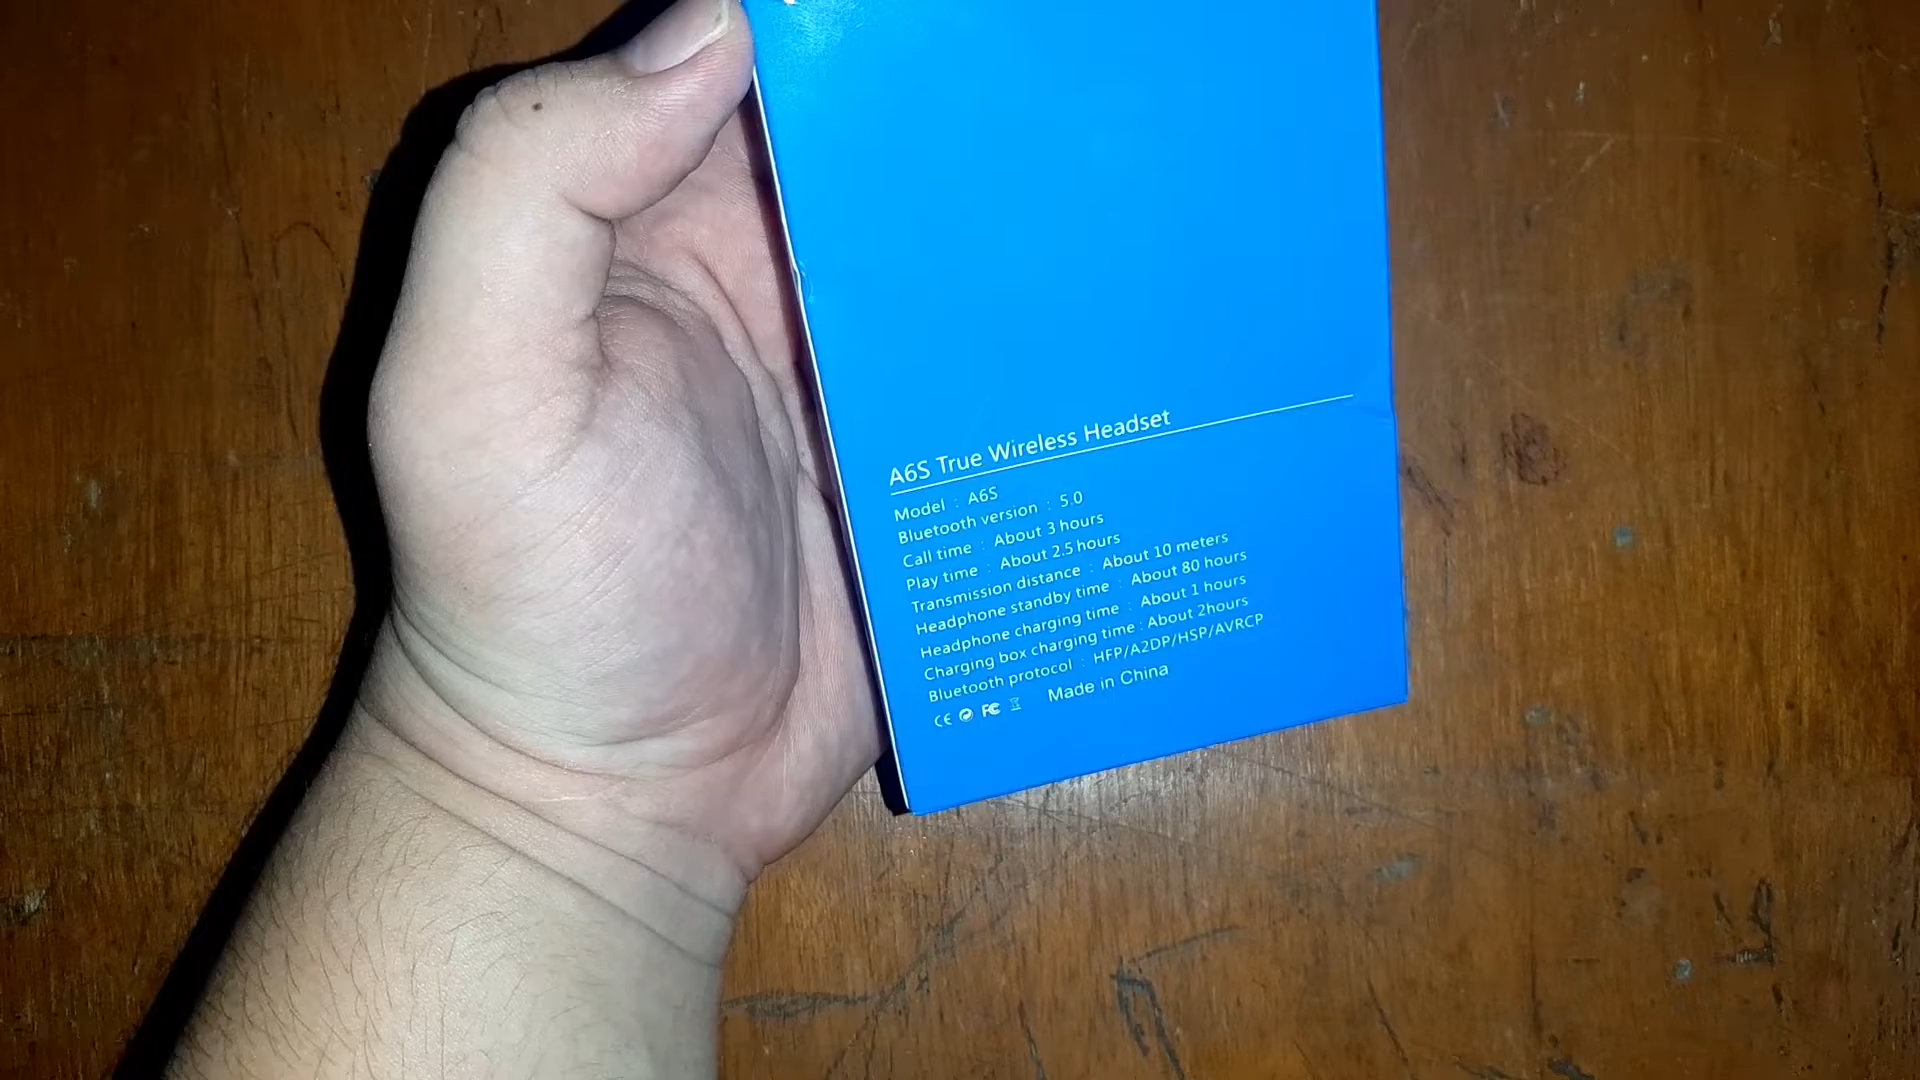 A6S True Wireless Headset
Model : A6S
Bluetooth version : 5.0
Call time : About 3 hours
Play time : About 2.5 hours
Transmission distance : About 10 meters
Headphone standby time : About 80 hours
Headphone charging time : About 1 hours
Charging box charging time : About 2hours
Bluetooth protocol : HFP/A2DP/HSP/AVRCP
CE FC Made in China